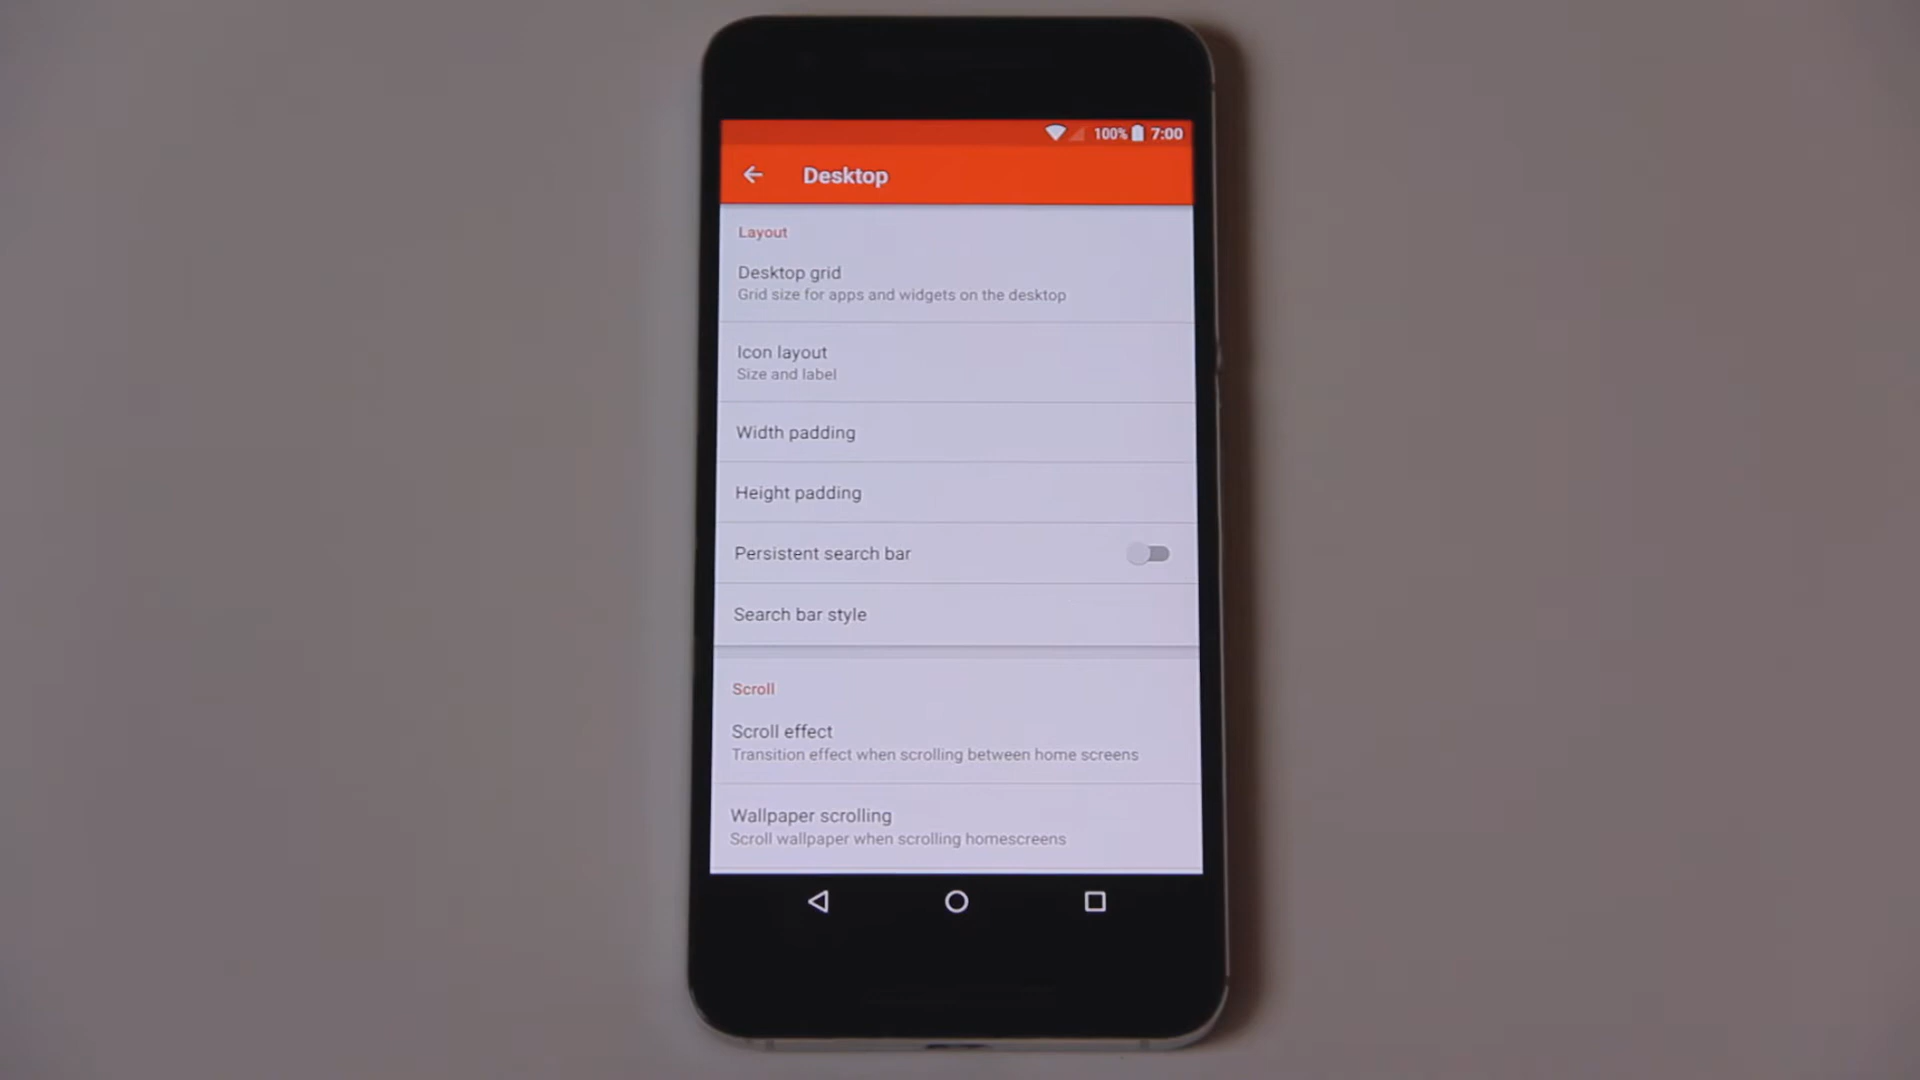 100% 7:00
Desktop
Layout
Desktop grid
Grid size for apps and widgets on the desktop
Icon layout
Size and label
Width padding
Height padding
Persistent search bar
Search bar style
Scroll
Scroll effect
Transition effect when scrolling between home screens
Wallpaper scrolling
Scroll wallpaper when scrolling homescreens